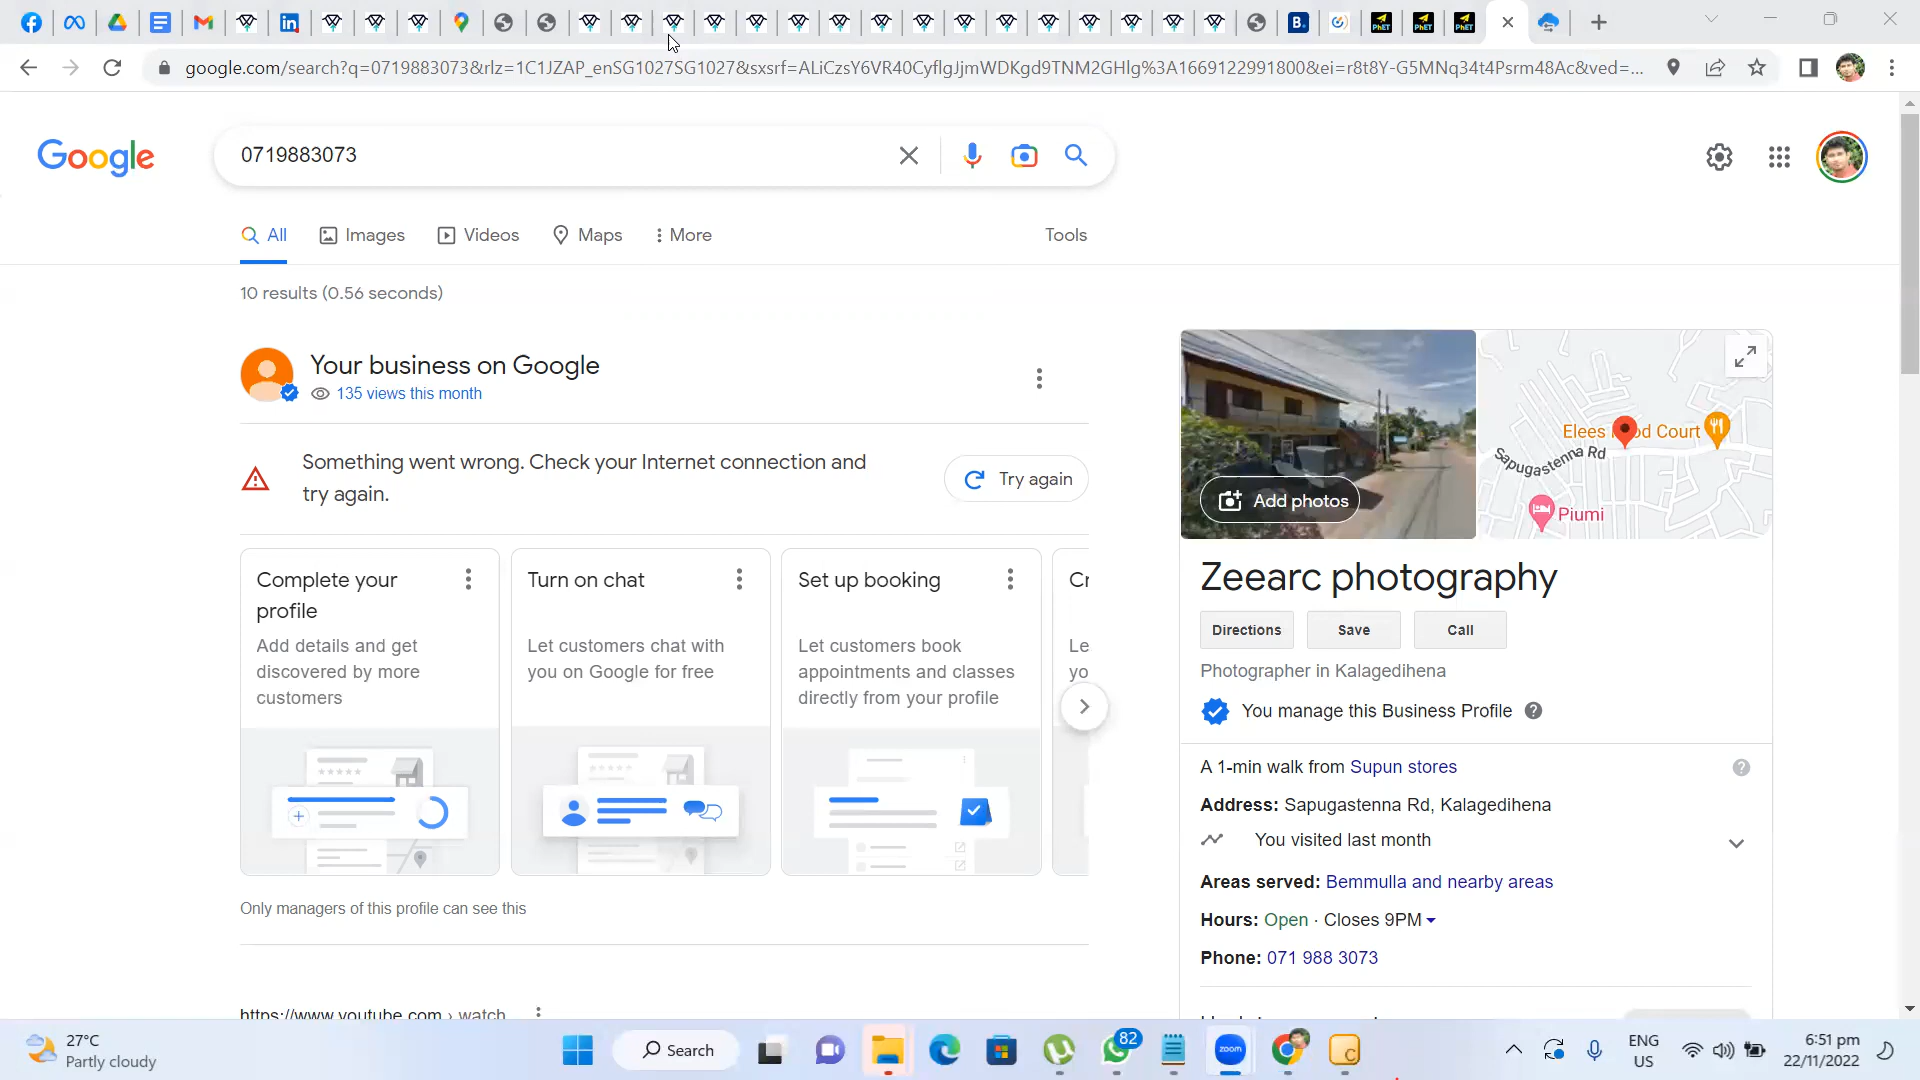 google.com/search?q=0719883073&rlz=1C1JZAP_enSG1027SG1027&sxsrf=ALiCzsY6VR40CyflgJjmWDKgd9TNM2GHlg%3A1669122991800&ei=r8t8Y-G5MNq34t4Psrm48Ac&ved=...
Google
0719883073
All
Images
Videos
Maps
More
Tools
10 results (0.56 seconds)
Your business on Google
135 views this month
Something went wrong. Check your Internet connection and
try again.
Try again
Complete your
profile
Add details and get
discovered by more
customers
Turn on chat
Let customers chat with
you on Google for free
Set up booking
Let customers book
appointments and classes
directly from your profile
Cr
Le
yo
Only managers of this profile can see this
https://www.youtube.com › watch
Add photos
Elees
d Court
Sapugastenna Rd
Piumi
Zeearc photography
Directions
Save
Call
Photographer in Kalagedihena
You manage this Business Profile
A 1-min walk from Supun stores
Address: Sapugastenna Rd, Kalagedihena
You visited last month
Areas served: Bemmulla and nearby areas
Hours: Open · Closes 9PM
Phone: 071 988 3073
27°C
Partly cloudy
Search
82
zoom
ENG
US
6:51 pm
22/11/2022